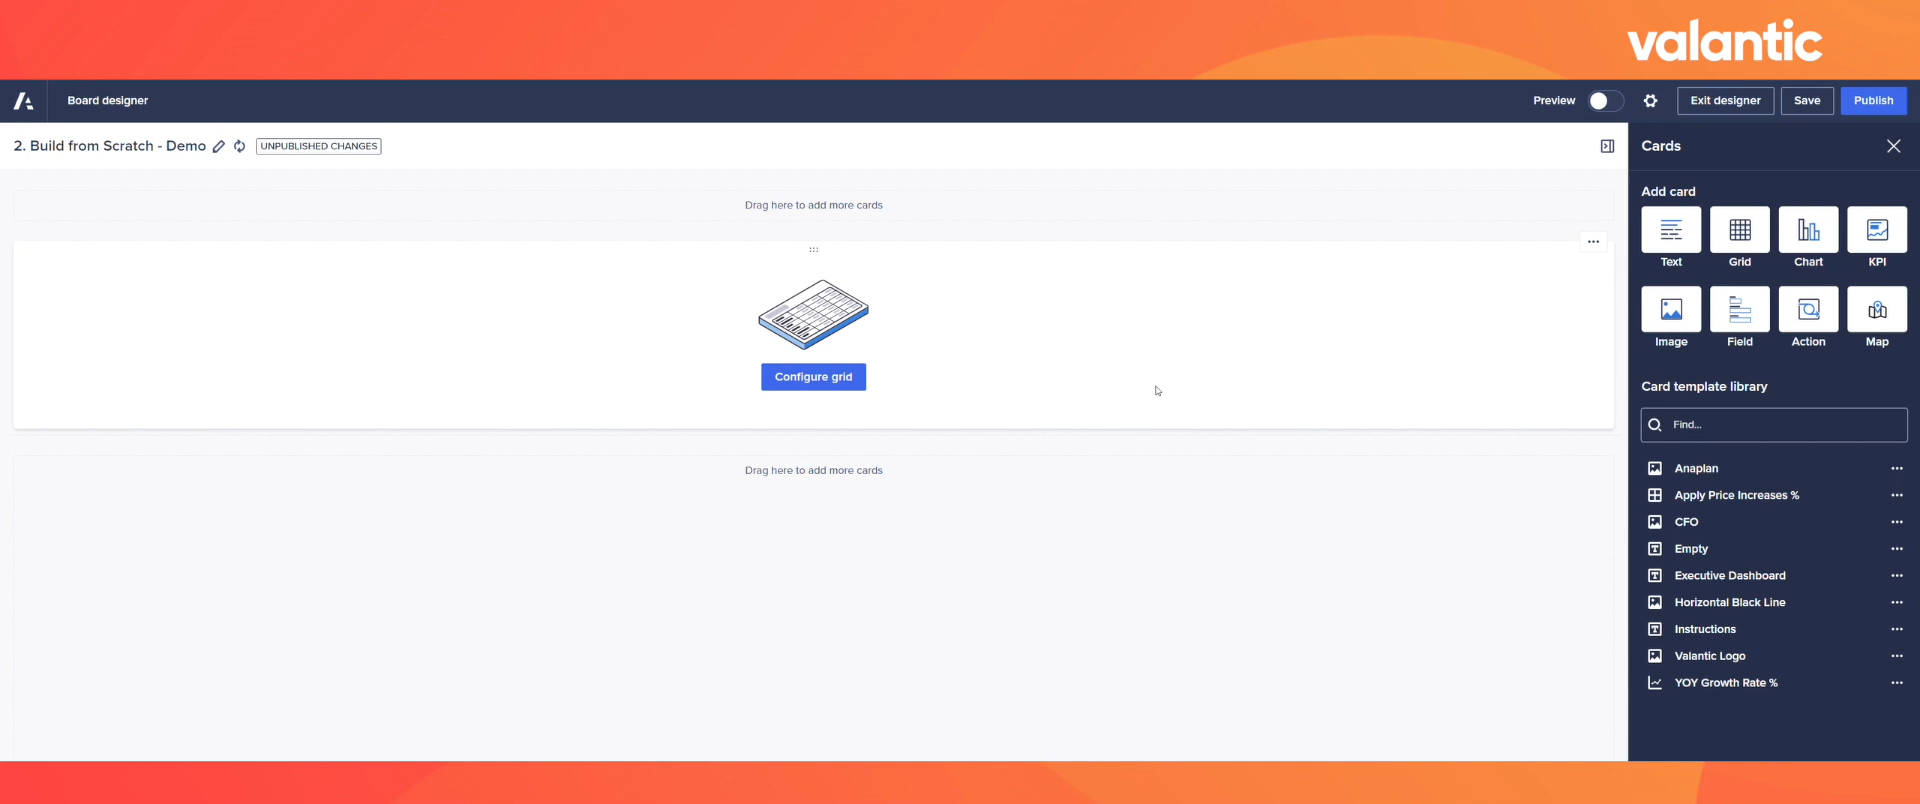 valantic
Board designer
Preview
Exit designer
Save
Publish
2. Build from Scratch - Demo
UNPUBLISHED CHANGES
Cards
Drag here to add more cards
Configure grid
Drag here to add more cards
Add card
Text
Grid
Chart
KPI
Image
Field
Action
Map
Card template library
Find...
Anaplan
Apply Price Increases %
CFO
Empty
Executive Dashboard
Horizontal Black Line
Instructions
Valantic Logo
YOY Growth Rate %